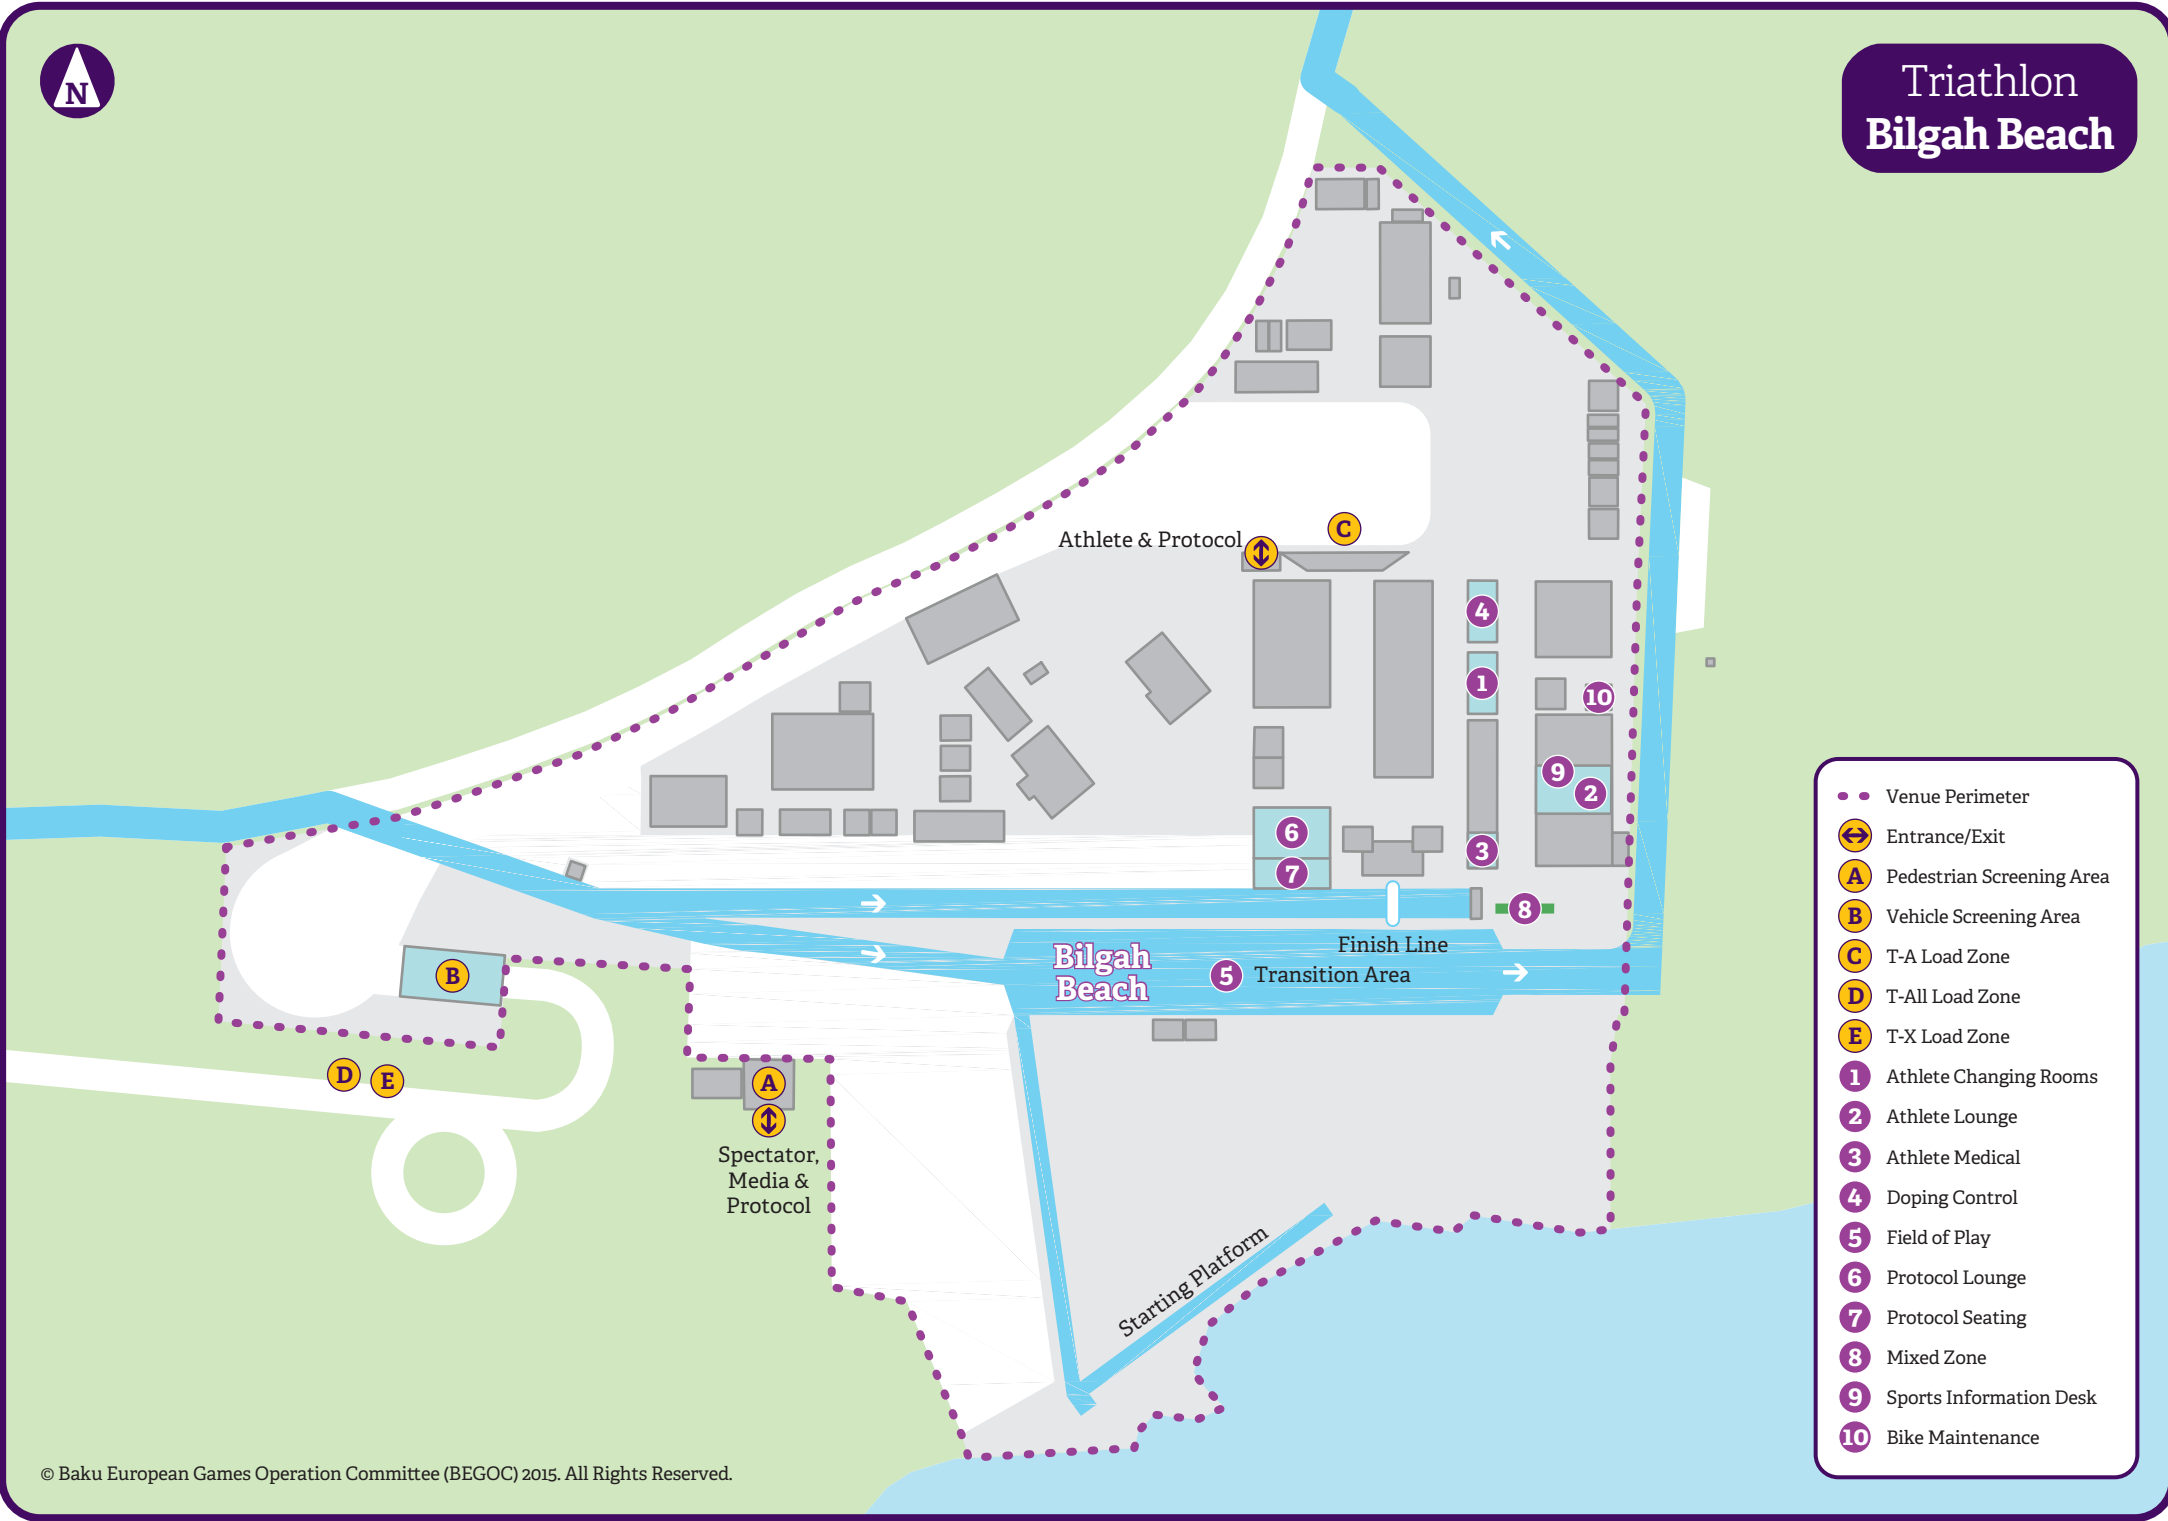 N
Triathlon
Bilgah Beach
Athlete & Protocol
C
4
1
10
9
2
6
3
7
8
Finish Line
Bilgah
Beach
5 Transition Area
B
D
E
A
Spectator,
Media &
Protocol
Starting Platform
Venue Perimeter
Entrance/Exit
A Pedestrian Screening Area
B Vehicle Screening Area
C T-A Load Zone
D T-All Load Zone
E T-X Load Zone
1 Athlete Changing Rooms
2 Athlete Lounge
3 Athlete Medical
4 Doping Control
5 Field of Play
6 Protocol Lounge
7 Protocol Seating
8 Mixed Zone
9 Sports Information Desk
10 Bike Maintenance
© Baku European Games Operation Committee (BEGOC) 2015. All Rights Reserved.